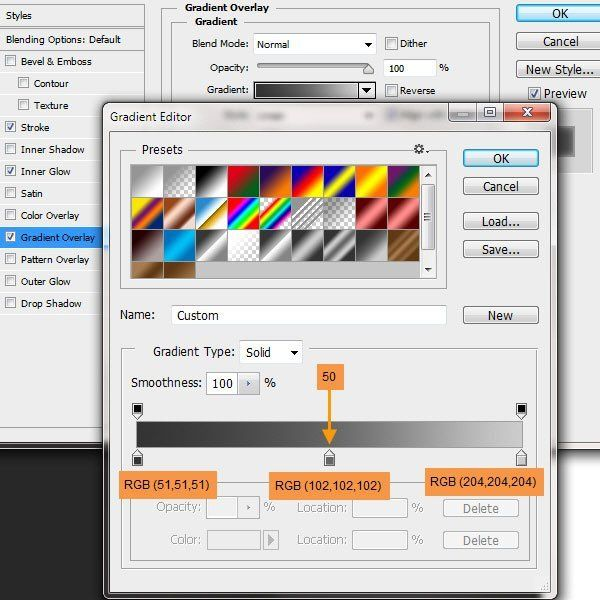 Styles
Blending Options: Default
Bevel & Emboss
Contour
Texture
Stroke
Inner Shadow
Inner Glow
Satin
Color Overlay
Gradient Overlay
Pattern Overlay
Outer Glow
Drop Shadow
Gradient Overlay
Gradient
Blend Mode: Normal Dither
Opacity: 100 %
Gradient: Reverse
OK
Cancel
New Style...
Preview
Gradient Editor
Presets
OK
Cancel
Load...
Save...
Name: Custom New
Gradient Type: Solid
Smoothness: 100 %
50
RGB (51,51,51) RGB (102,102,102) RGB (204,204,204)
Opacity: % Location: % Delete
Color: Location: % Delete